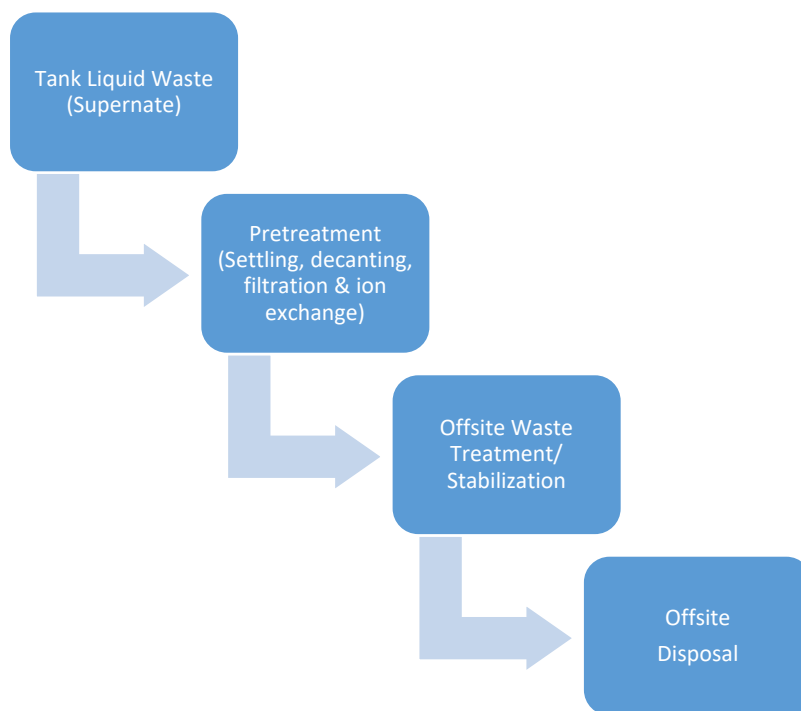 Tank Liquid Waste
(Supernate)
Pretreatment
(Settling, decanting,
filtration & ion
exchange)
Offsite Waste
Treatment/
Stabilization
Offsite
Disposal